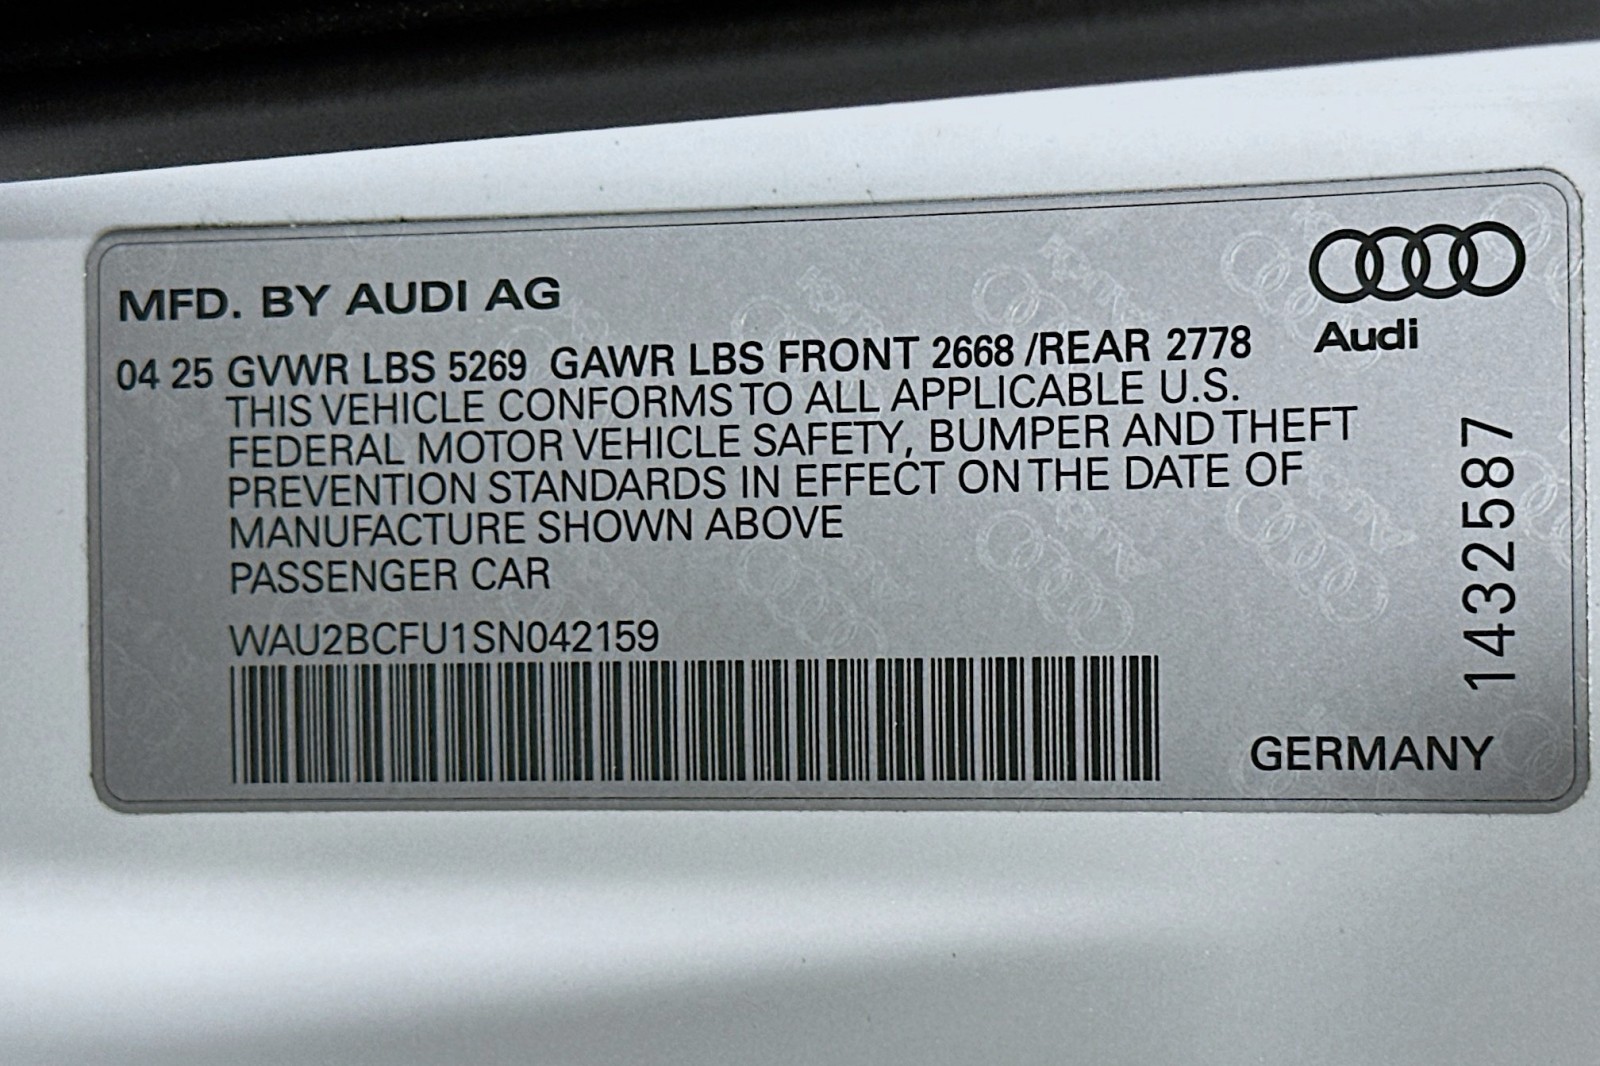 MFD. BY AUDI AG
Audi
04 25 GVWR LBS 5269 GAWR LBS FRONT 2668 /REAR 2778
THIS VEHICLE CONFORMS TO ALL APPLICABLE U.S.
FEDERAL MOTOR VEHICLE SAFETY, BUMPER AND THEFT
PREVENTION STANDARDS IN EFFECT ON THE DATE OF
MANUFACTURE SHOWN ABOVE
PASSENGER CAR
WAU2BCFU1SN042159
1432587
GERMANY